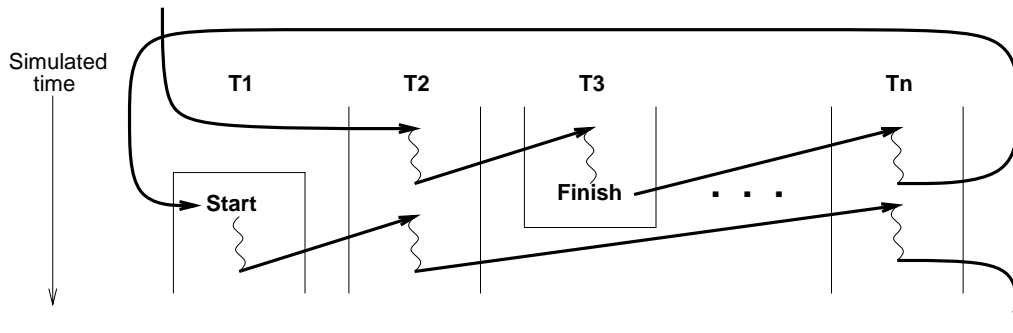 Simulated
time
T1
T2
T3
Tn
Start
Finish
. . .